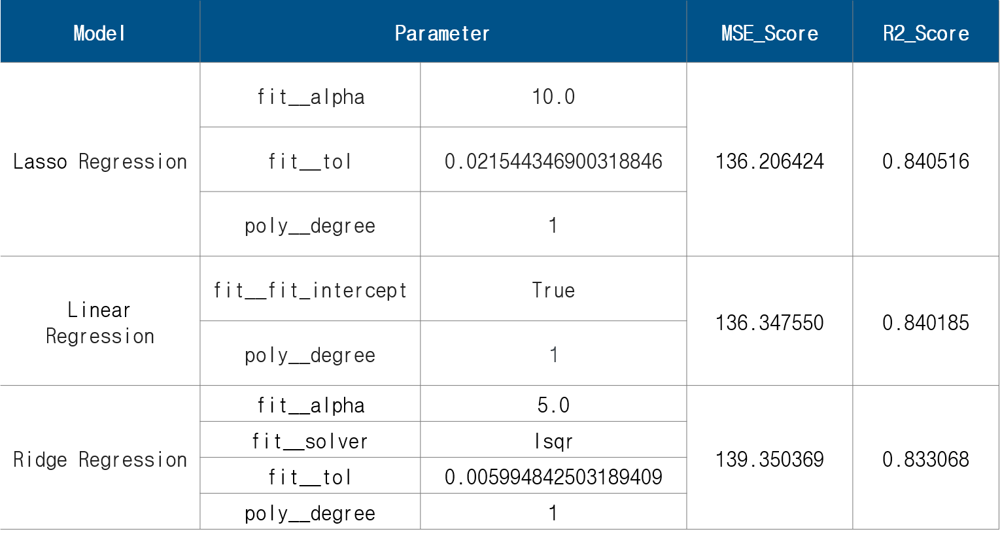 Model Parameter MSE_Score R2_Score
fit__alpha 10.0
Lasso Regression fit__tol 0.021544346900318846 136.206424 0.840516
poly__degree 1
fit__fit_intercept True
Linear
Regression
136.347550 0.840185
poly__degree 1
fit__alpha 5.0
fit__solver lsqr
Ridge Regression 139.350369 0.833068
fit__tol 0.005994842503189409
poly__degree 1